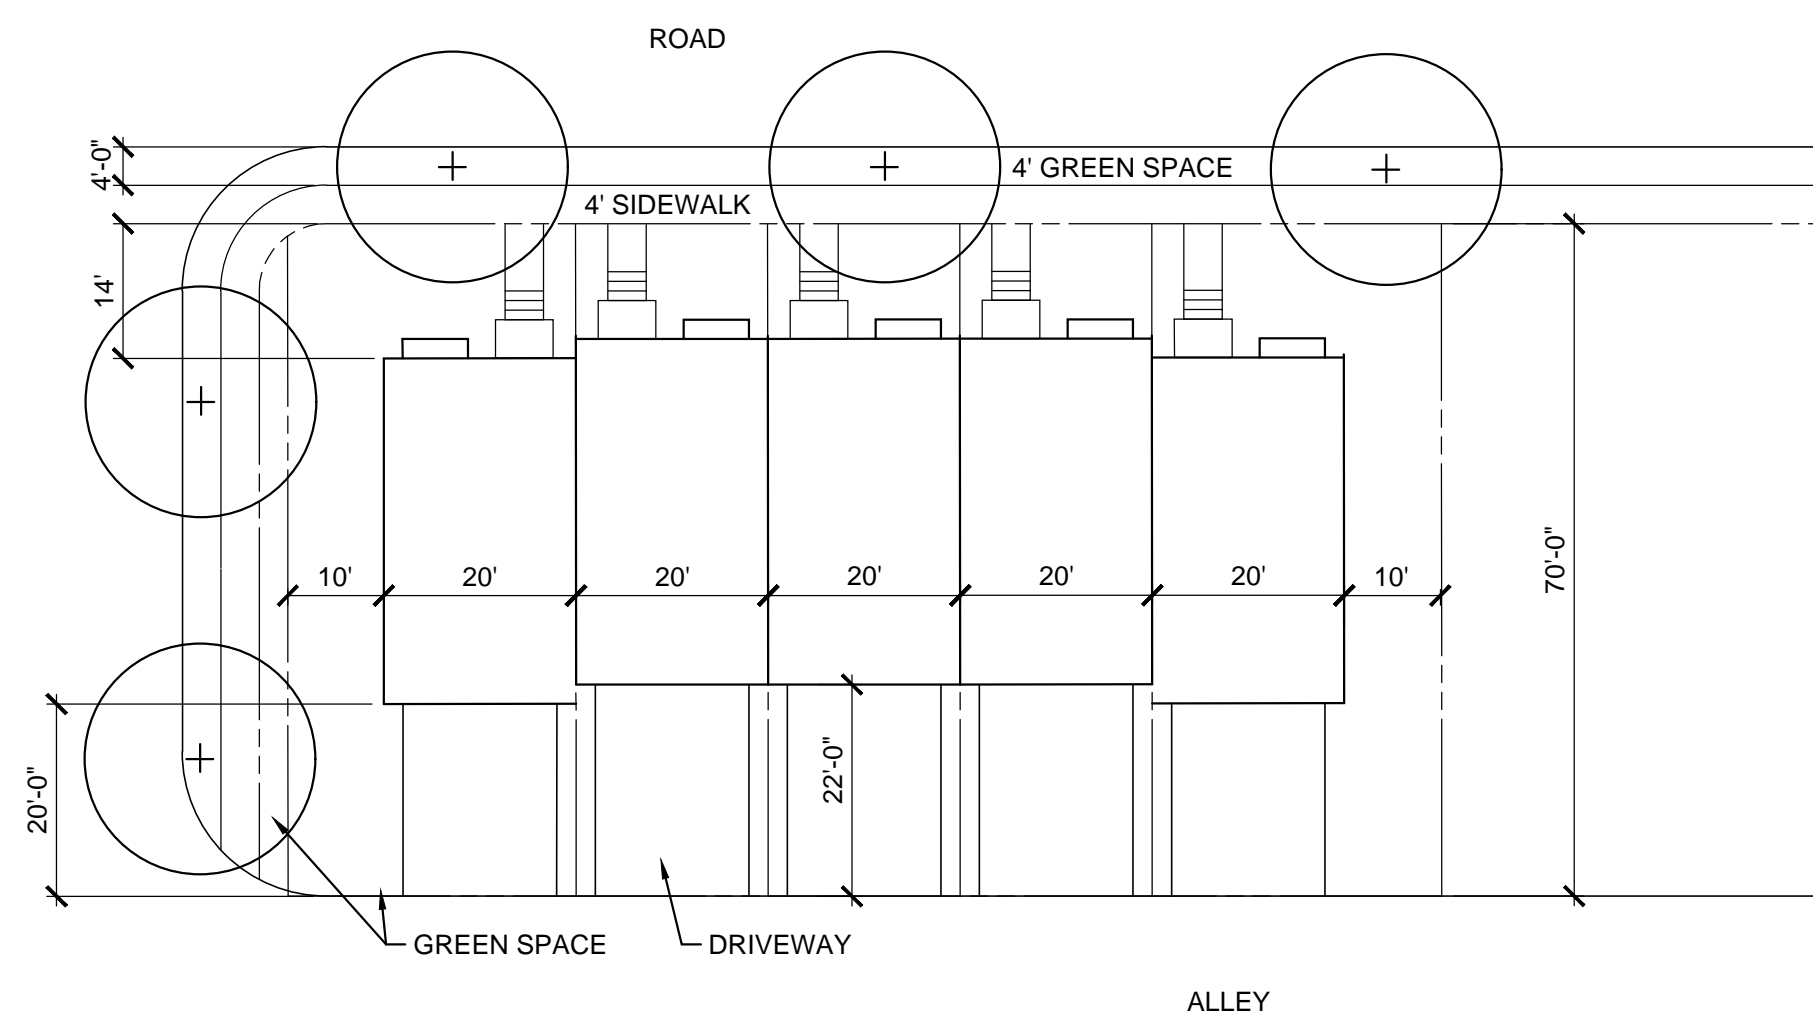 ROAD
4'-0"
4' GREEN SPACE
4' SIDEWALK
14'
10'
20'
20'
20'
20'
20'
10'
70'-0"
20'-0"
22'-0"
GREEN SPACE
DRIVEWAY
ALLEY